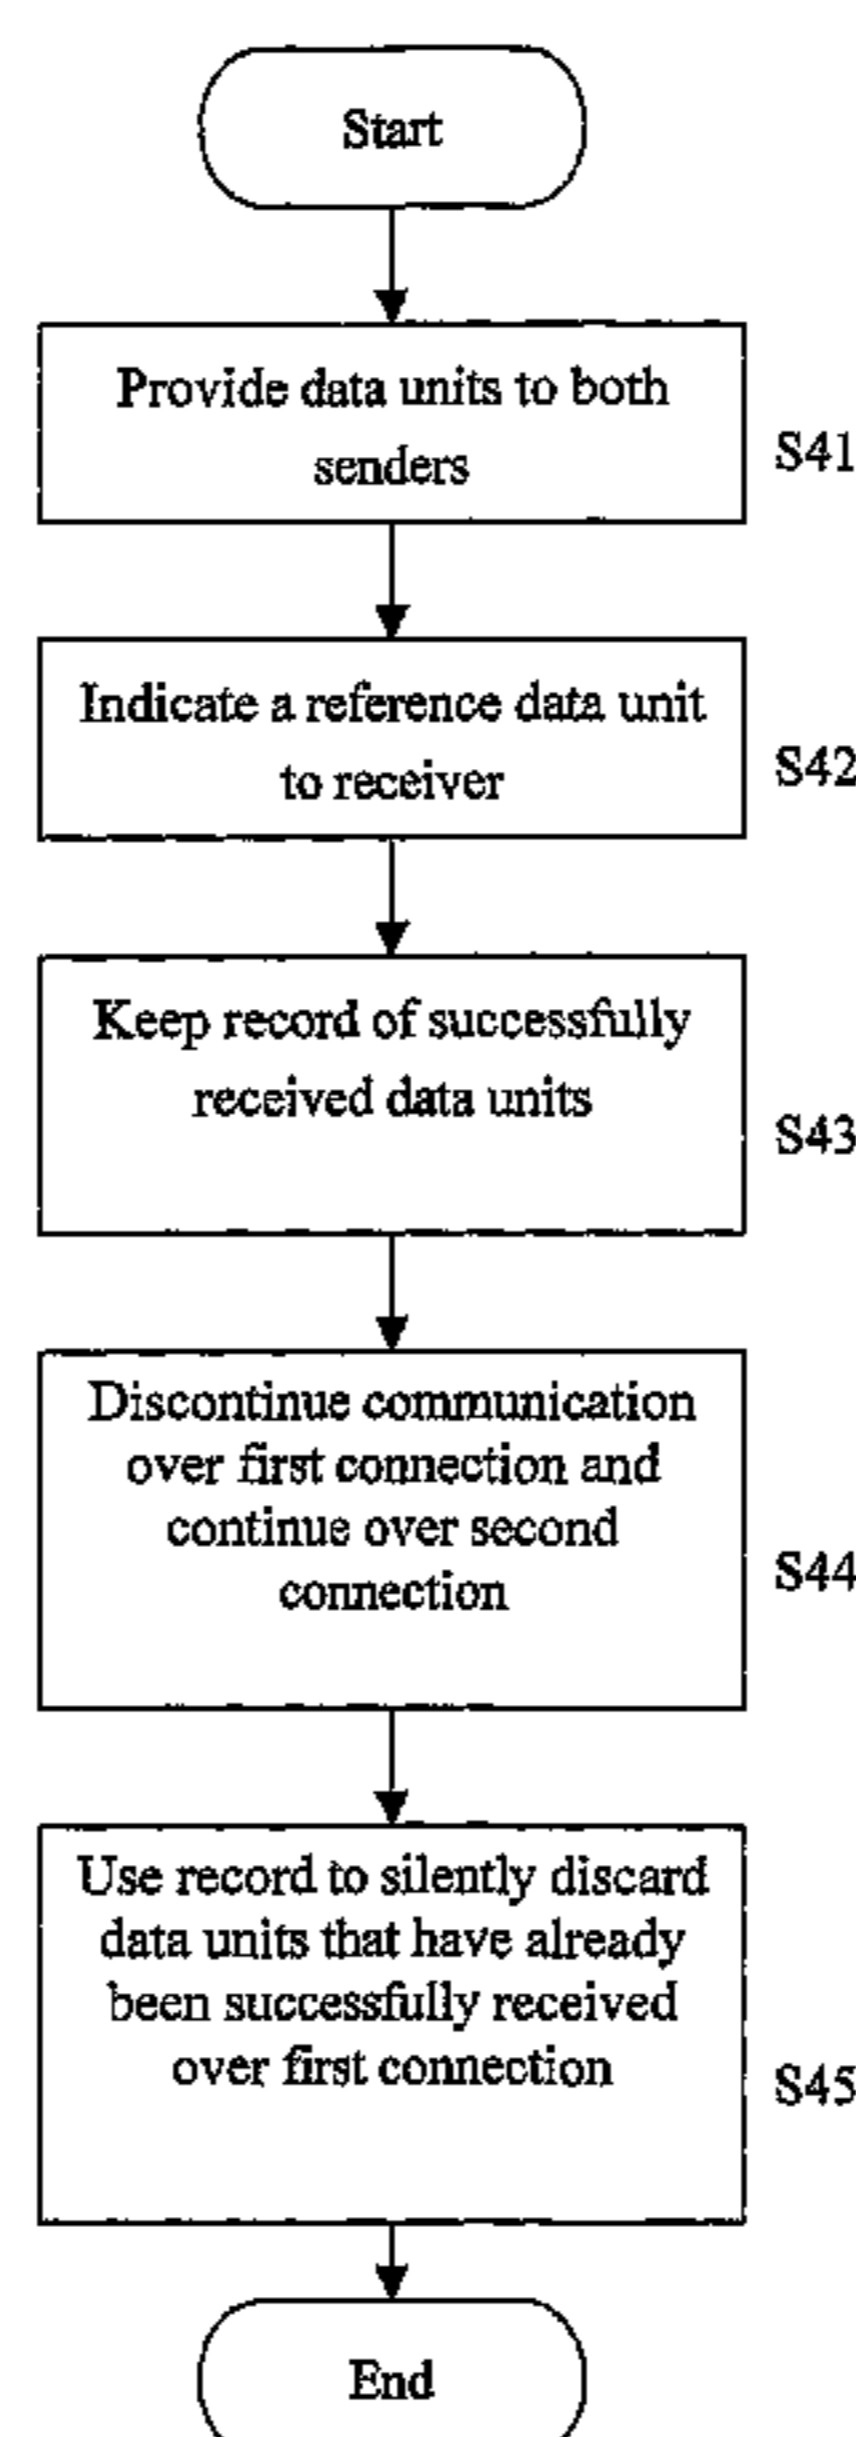 Start
Provide data units to both
senders
S41
Indicate a reference data unit
to receiver
S42
Keep record of successfully
received data units
S43
Discontinue communication
over first connection and
continue over second
connection
S44
Use record to silently discard
data units that have already
been successfully received
over first connection
S45
End